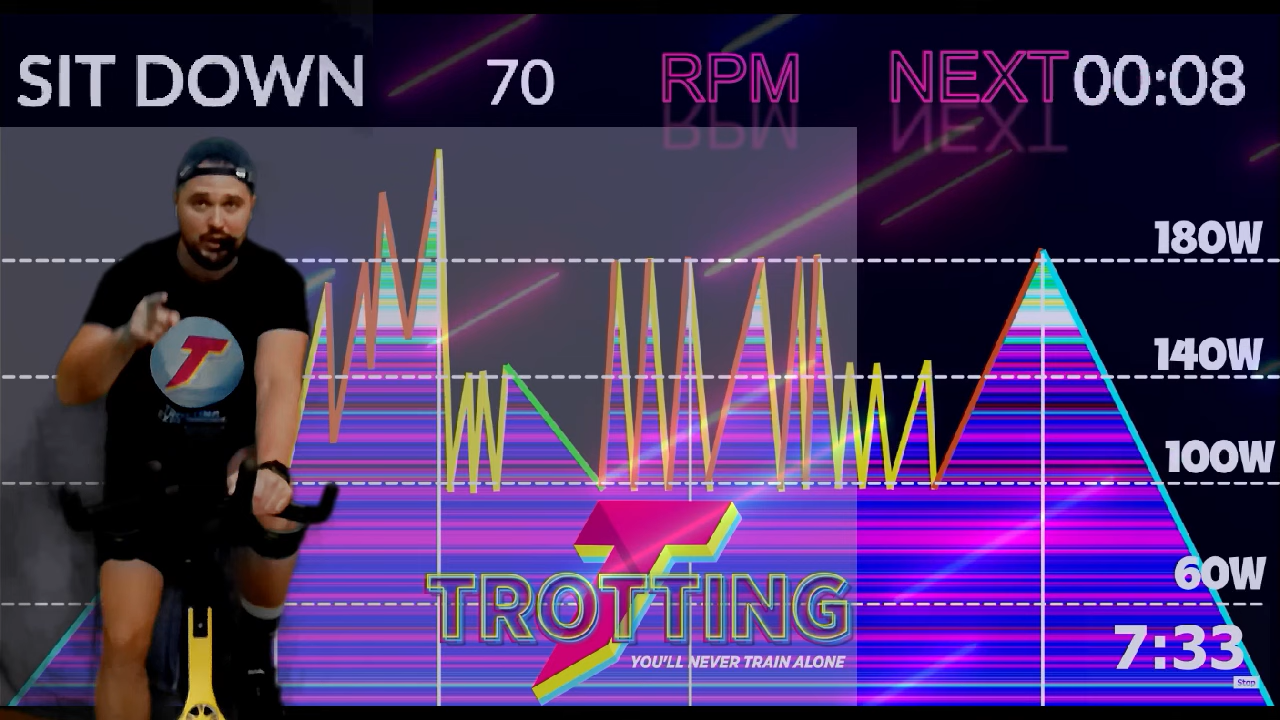 SIT DOWN 70 RPM NEXT 00:08
180W
140W
100W
60W
T
T
TROTTING
YOU'LL NEVER TRAIN ALONE
7:33
Stop